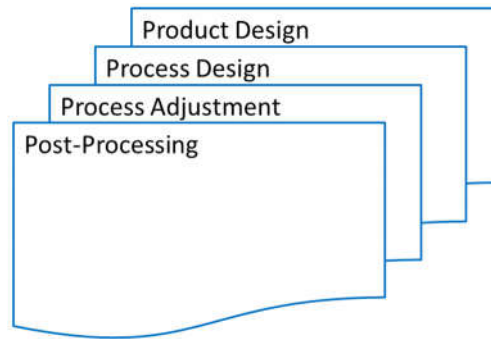 Product Design
Process Design
Process Adjustment
Post-Processing